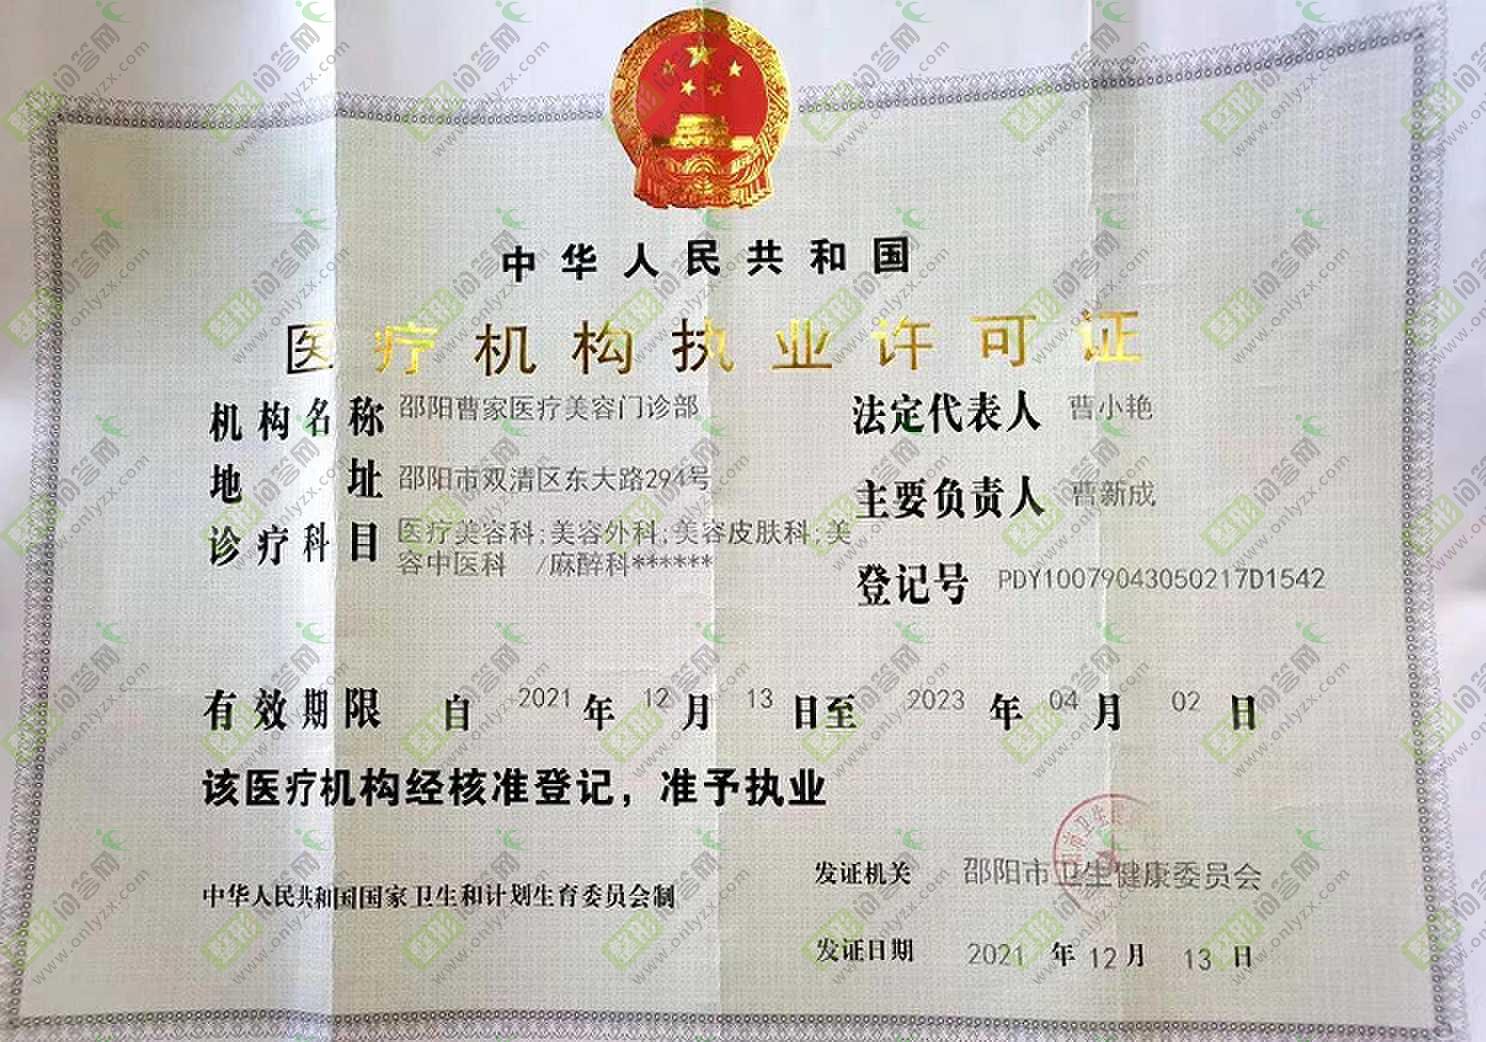 中华人民共和国
医疗机构执业许可证
机构名称 邵阳曹家医疗美容门诊部
法定代表人 曹小艳
地址 邵阳市双清区东大路294号
主要负责人 曹新成
诊疗科目 医疗美容科;美容外科;美容皮肤科;美
容中医科 /麻醉科******
登记号 PDY10079043050217D1542
有效期限 自 2021 年 12 月 13 日至 2023 年 04 月 02 日
该医疗机构经核准登记，准予执业
发证机关 邵阳市卫生健康委员会
中华人民共和国国家卫生和计划生育委员会制
发证日期 2021 年 12 月 13 日
整形问答网
www.onlyzx.com